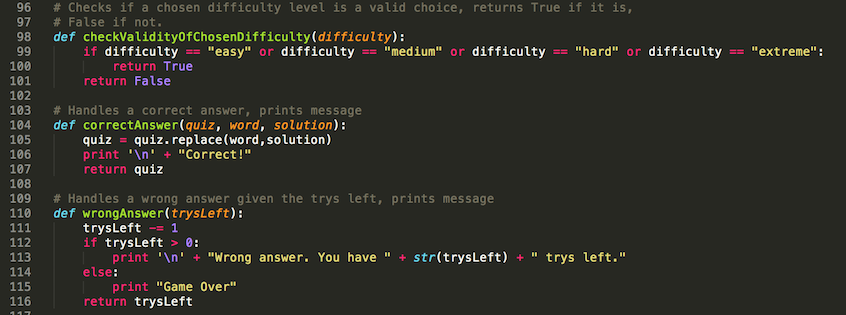 96 # Checks if a chosen difficulty level is a valid choice, returns True if it is,
97 # False if not.
98 def checkValidityOfChosenDifficulty(difficulty):
99     if difficulty == "easy" or difficulty == "medium" or difficulty == "hard" or difficulty == "extreme":
100         return True
101     return False
102
103 # Handles a correct answer, prints message
104 def correctAnswer(quiz, word, solution):
105     quiz = quiz.replace(word,solution)
106     print '\n' + "Correct!"
107     return quiz
108
109 # Handles a wrong answer given the trys left, prints message
110 def wrongAnswer(trysLeft):
111     trysLeft -= 1
112     if trysLeft > 0:
113         print '\n' + "Wrong answer. You have " + str(trysLeft) + " trys left."
114     else:
115         print "Game Over"
116     return trysLeft
117